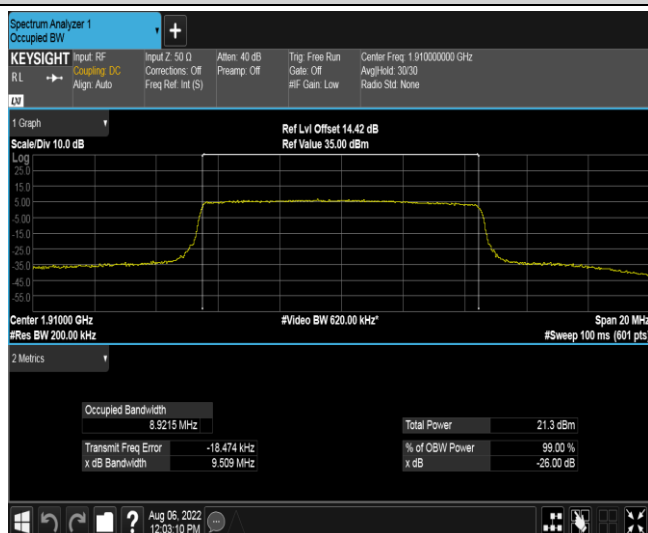 Spectrum Analyzer 1
Occupied BW
KEYSIGHT
RL
LXI
Input: RF
Coupling: DC
Align: Auto
Input Z: 50 Ω
Corrections: Off
Freq Ref: Int (S)
Atten: 40 dB
Preamp: Off
Trig: Free Run
Gate: Off
#IF Gain: Low
Center Freq: 1.910000000 GHz
Avg|Hold: 30/30
Radio Std: None
1 Graph
Scale/Div 10.0 dB
Ref Lvl Offset 14.42 dB
Ref Value 35.00 dBm
Log
25.0
15.0
5.00
-5.00
-15.0
-25.0
-35.0
-45.0
-55.0
Center 1.91000 GHz
#Res BW 200.00 kHz
#Video BW 620.00 kHz*
Span 20 MHz
#Sweep 100 ms (601 pts)
2 Metrics
Occupied Bandwidth
8.9215 MHz
Transmit Freq Error -18.474 kHz
x dB Bandwidth 9.509 MHz
Total Power 21.3 dBm
% of OBW Power 99.00 %
x dB -26.00 dB
Aug 06, 2022
12:03:10 PM